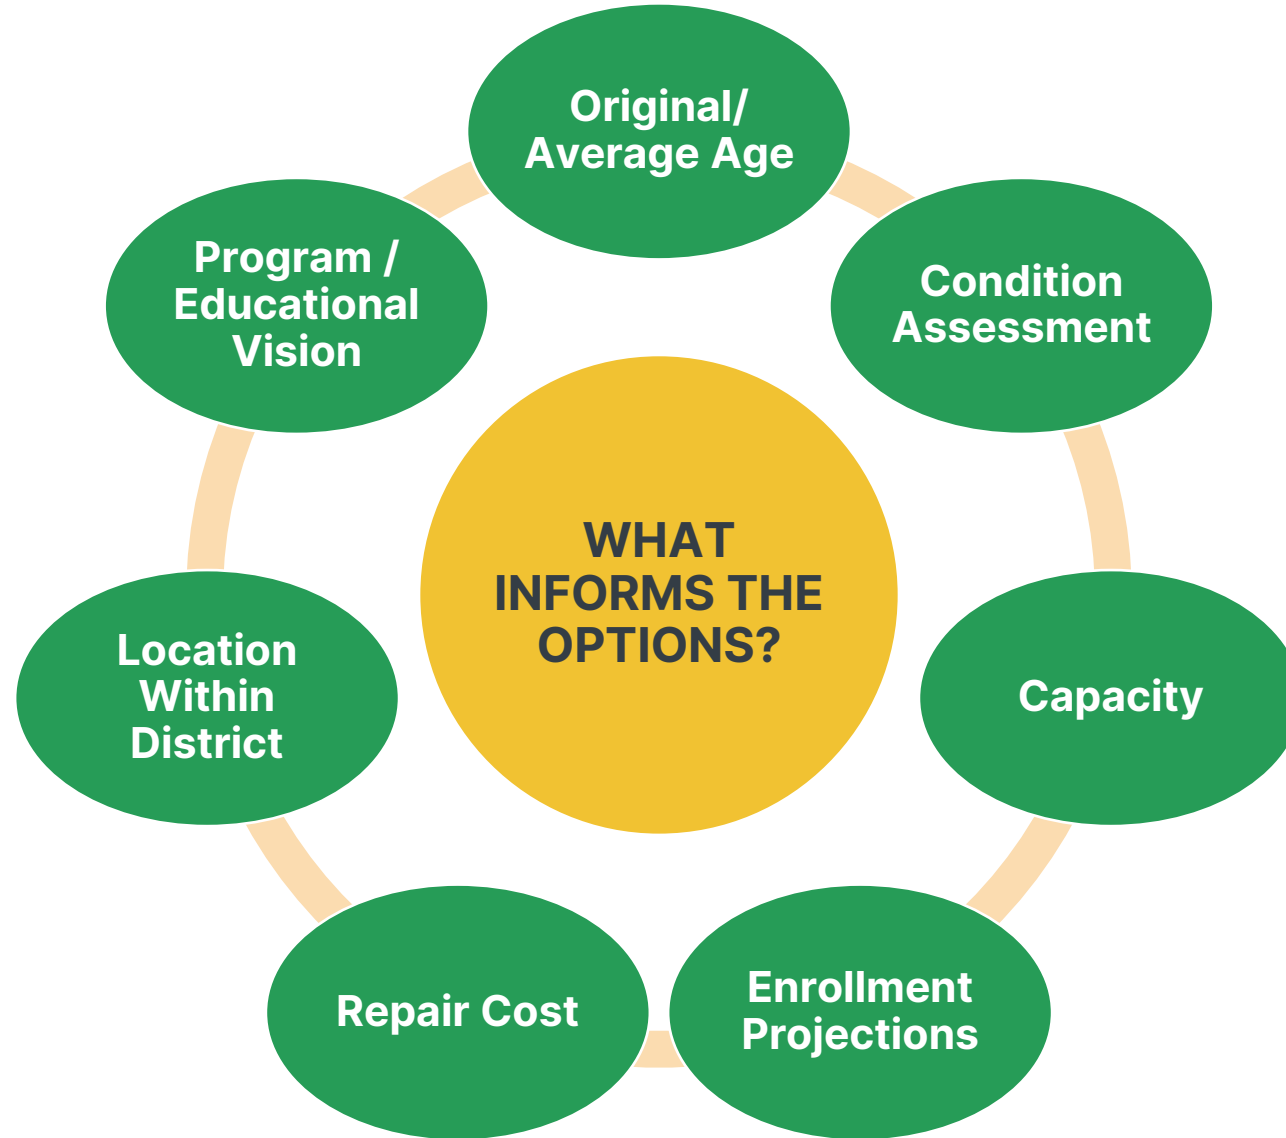 Original/
Average Age
Program /
Educational
Vision
Condition
Assessment
WHAT
INFORMS THE
OPTIONS?
Location
Within
District
Capacity
Repair Cost
Enrollment
Projections